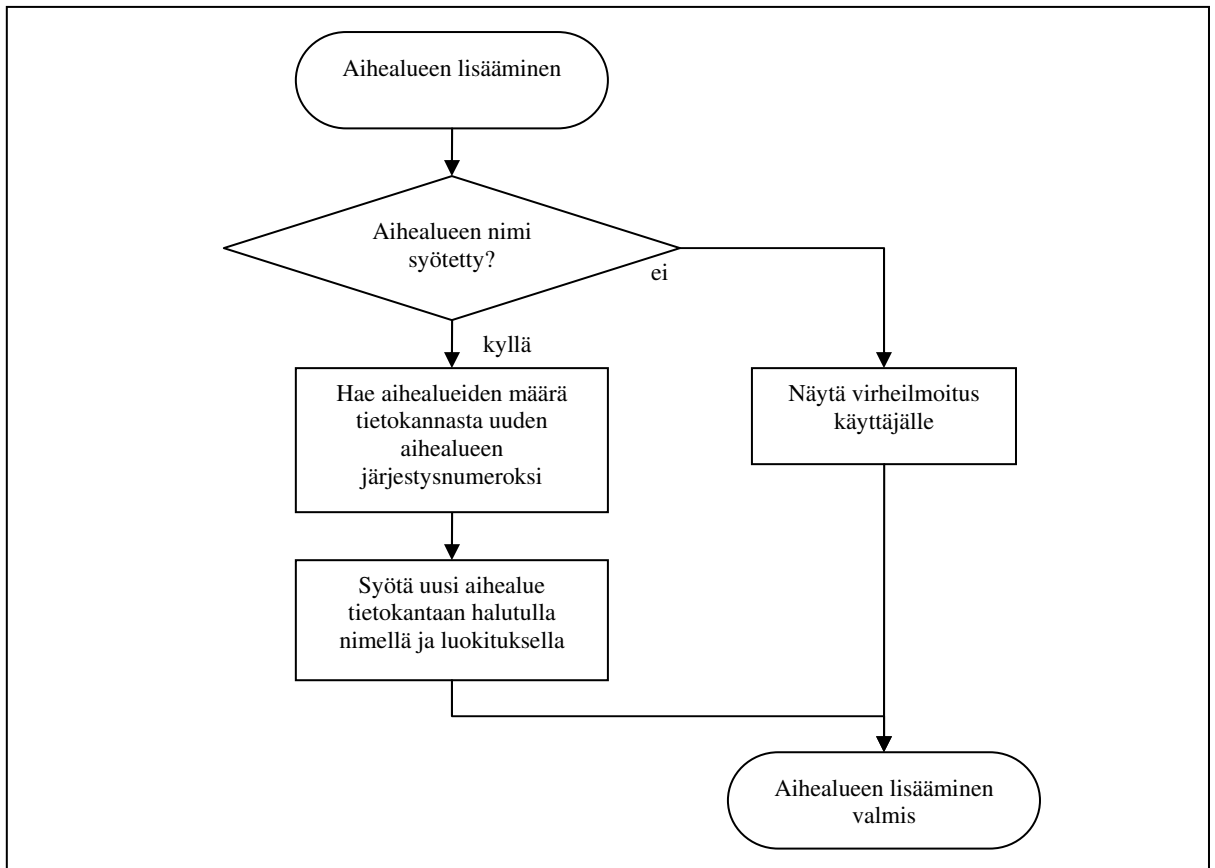 Aihealueen lisääminen
Aihealueen nimi
syötetty?
ei
kyllä
Hae aihealueiden määrä
tietokannasta uuden
aihealueen
järjestysnumeroksi
Näytä virheilmoitus
käyttäjälle
Syötä uusi aihealue
tietokantaan halutulla
nimellä ja luokituksella
Aihealueen lisääminen
valmis